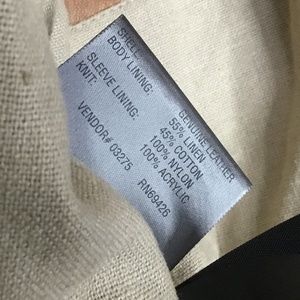 SHELL: GENUINE LEATHER
BODY LINING: 55% LINEN
45% COTTON
SLEEVE LINING: 100% NYLON
KNIT: 100% ACRYLIC
VENDOR# 03275 RN69426